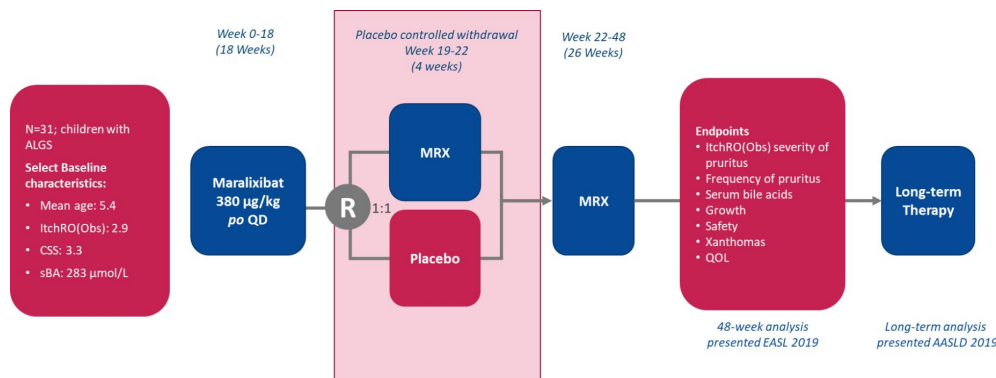 Week 0-18
(18 Weeks)
Placebo controlled withdrawal
Week 19-22
(4 weeks)
Week 22-48
(26 Weeks)
N=31; children with
ALGS
Select Baseline
characteristics:
• Mean age: 5.4
• ItchRO(Obs): 2.9
• CSS: 3.3
• sBA: 283 µmol/L
Maralixibat
380 µg/kg
po QD
R
1:1
MRX
Placebo
MRX
Endpoints
• ItchRO(Obs) severity of
pruritus
• Frequency of pruritus
• Serum bile acids
• Growth
• Safety
• Xanthomas
• QOL
Long-term
Therapy
48-week analysis
presented EASL 2019
Long-term analysis
presented AASLD 2019